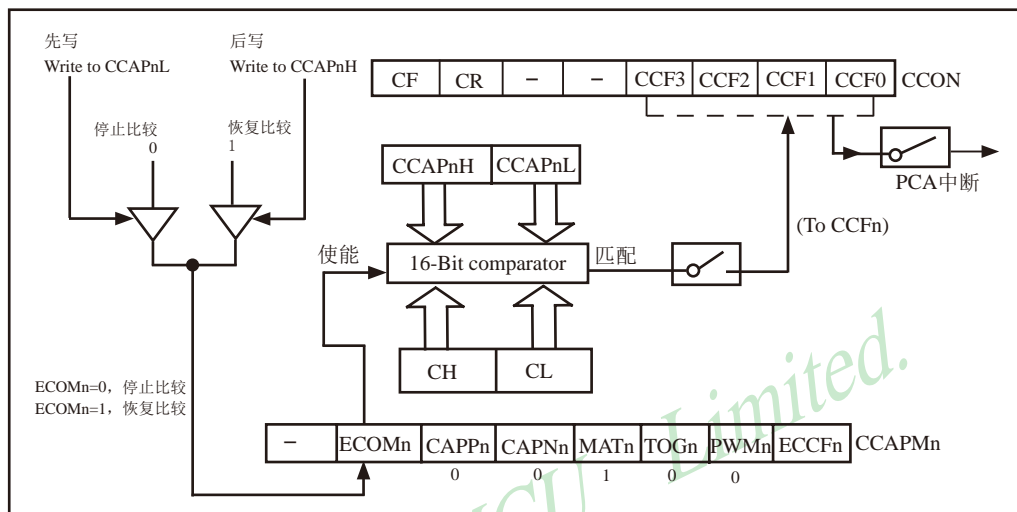 先写
Write to CCAPnL
后写
Write to CCAPnH
停止比较
0
恢复比较
1
CF CR － － CCF3 CCF2 CCF1 CCF0 CCON
PCA中断
CCAPnH CCAPnL
(To CCFn)
使能
16-Bit comparator
匹配
CH CL
ECOMn=0，停止比较
ECOMn=1，恢复比较
－ ECOMn CAPPn CAPNn MATn TOGn PWMn ECCFn CCAPMn
0 0 1 0 0
Limited.